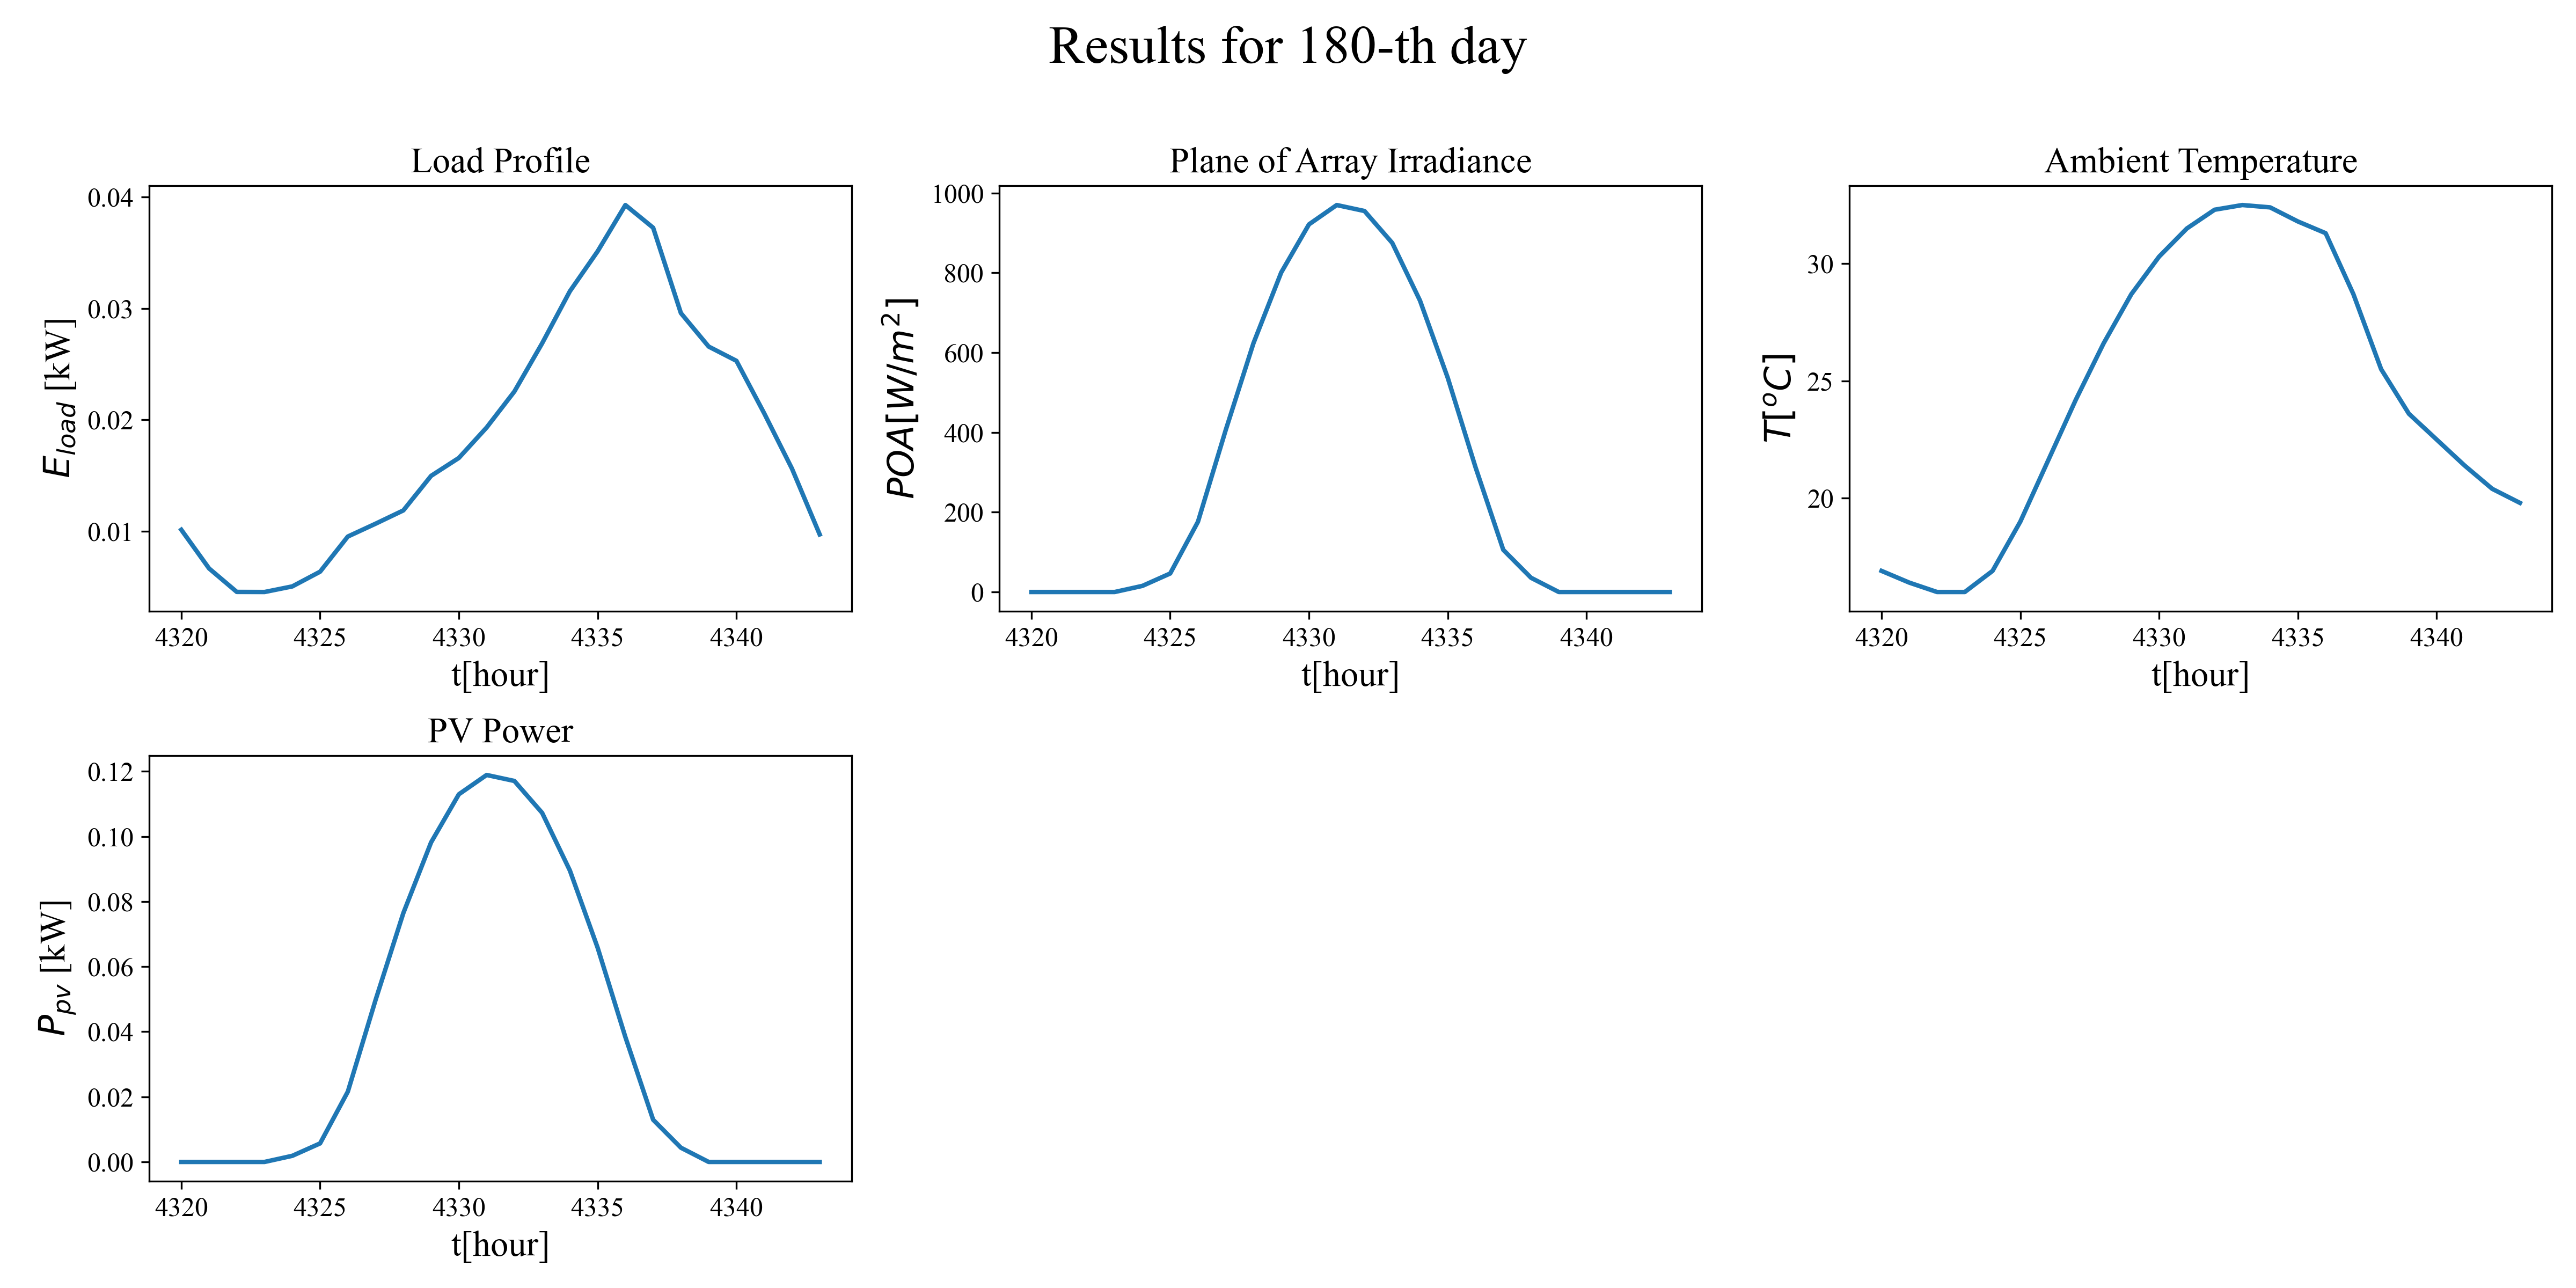 Results for 180-th day
Load Profile
E_load [kW]
0.04
0.03
0.02
0.01
4320 4325 4330 4335 4340
t[hour]
Plane of Array Irradiance
POA[W/m²]
1000
800
600
400
200
0
4320 4325 4330 4335 4340
t[hour]
Ambient Temperature
T[°C]
30
25
20
4320 4325 4330 4335 4340
t[hour]
PV Power
P_pv [kW]
0.12
0.10
0.08
0.06
0.04
0.02
0.00
4320 4325 4330 4335 4340
t[hour]